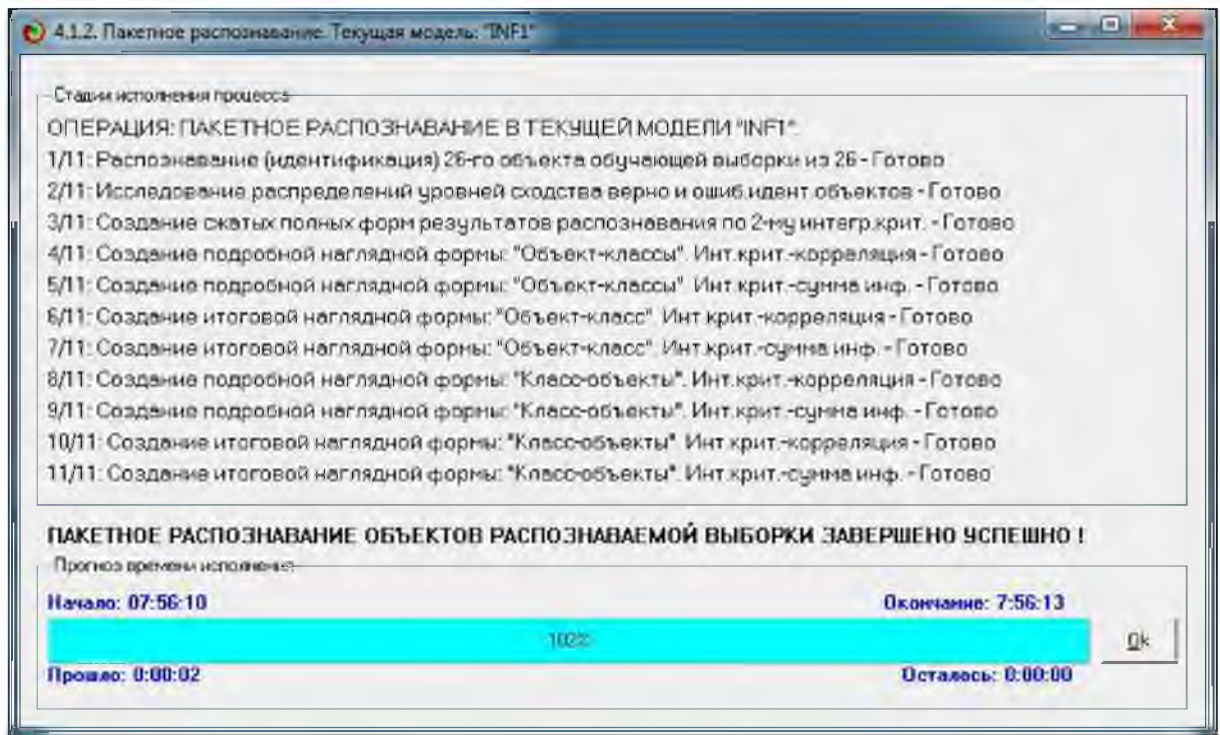 4.1.2. Пакетное распознавание. Текущая модель: "INF1"
Стадии исполнения процесса
ОПЕРАЦИЯ: ПАКЕТНОЕ РАСПОЗНАВАНИЕ В ТЕКУЩЕЙ МОДЕЛИ "INF1":
1/11: Распознавание (идентификация) 26-го объекта обучающей выборки из 26 - Готово
2/11: Исследование распределений уровней сходства верно и ошиб.идент.объектов - Готово
3/11: Создание сжатых полных форм результатов распознавания по 2-му интегр.крит. - Готово
4/11: Создание подробной наглядной формы: "Объект-классы". Инт.крит.-корреляция - Готово
5/11: Создание подробной наглядной формы: "Объект-классы". Инт.крит.-сумма инф. - Готово
6/11: Создание итоговой наглядной формы: "Объект-класс". Инт.крит.-корреляция - Готово
7/11: Создание итоговой наглядной формы: "Объект-класс". Инт.крит.-сумма инф. - Готово
8/11: Создание подробной наглядной формы: "Класс-объекты". Инт.крит.-корреляция - Готово
9/11: Создание подробной наглядной формы: "Класс-объекты". Инт.крит.-сумма инф. - Готово
10/11: Создание итоговой наглядной формы: "Класс-объекты". Инт.крит.-корреляция - Готово
11/11: Создание итоговой наглядной формы: "Класс-объекты". Инт.крит.-сумма инф. - Готово
ПАКЕТНОЕ РАСПОЗНАВАНИЕ ОБЪЕКТОВ РАСПОЗНАВАЕМОЙ ВЫБОРКИ ЗАВЕРШЕНО УСПЕШНО !
Прогноз времени исполнения
Начало: 07:56:10
Окончание: 7:56:13
Ok
Прошло: 0:00:02
Осталось: 0:00:00